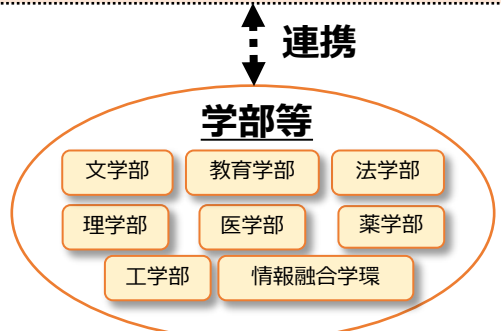 連携
学部等
文学部 教育学部 法学部
理学部 医学部 薬学部
工学部 情報融合学環